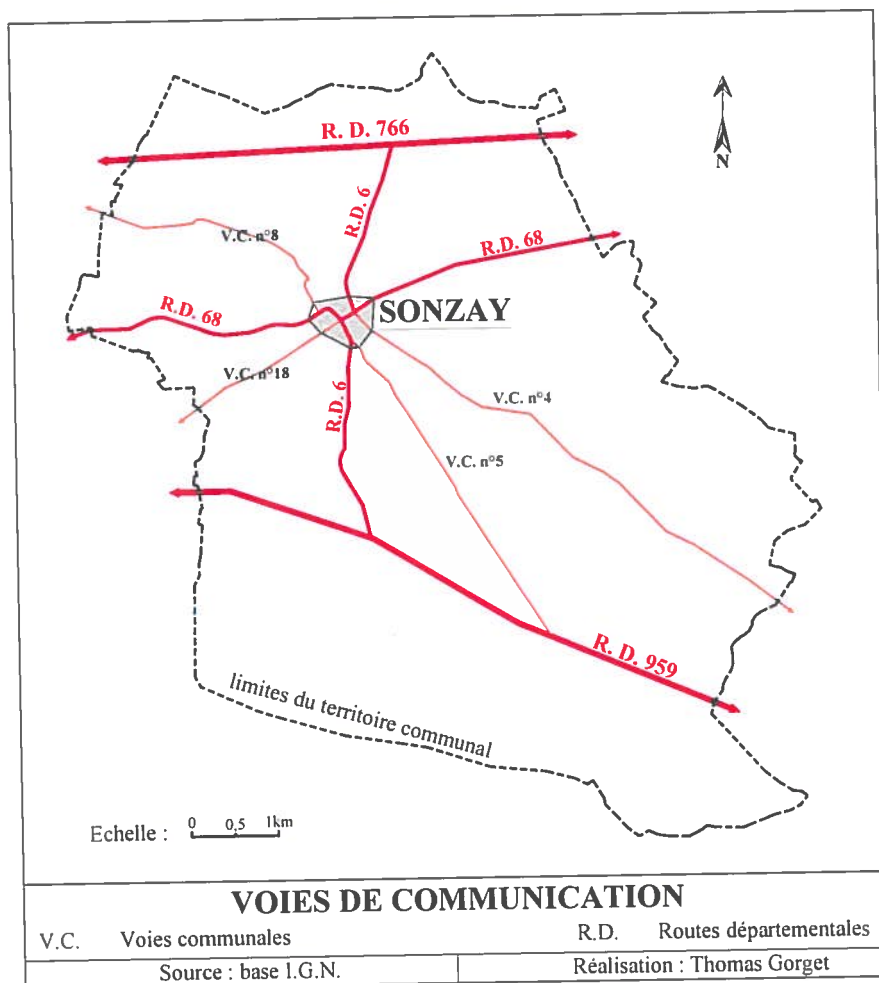 R. D. 766
R.D. 6
V.C. n°8
R.D. 68
N
R.D. 68
SONZAY
V.C. n°18
R.D. 6
V.C. n°4
V.C. n°5
R. D. 959
limites du territoire communal
Echelle : 0 0,5 1km
VOIES DE COMMUNICATION
V.C. Voies communales R.D. Routes départementales
Source : base I.G.N. Réalisation : Thomas Gorget